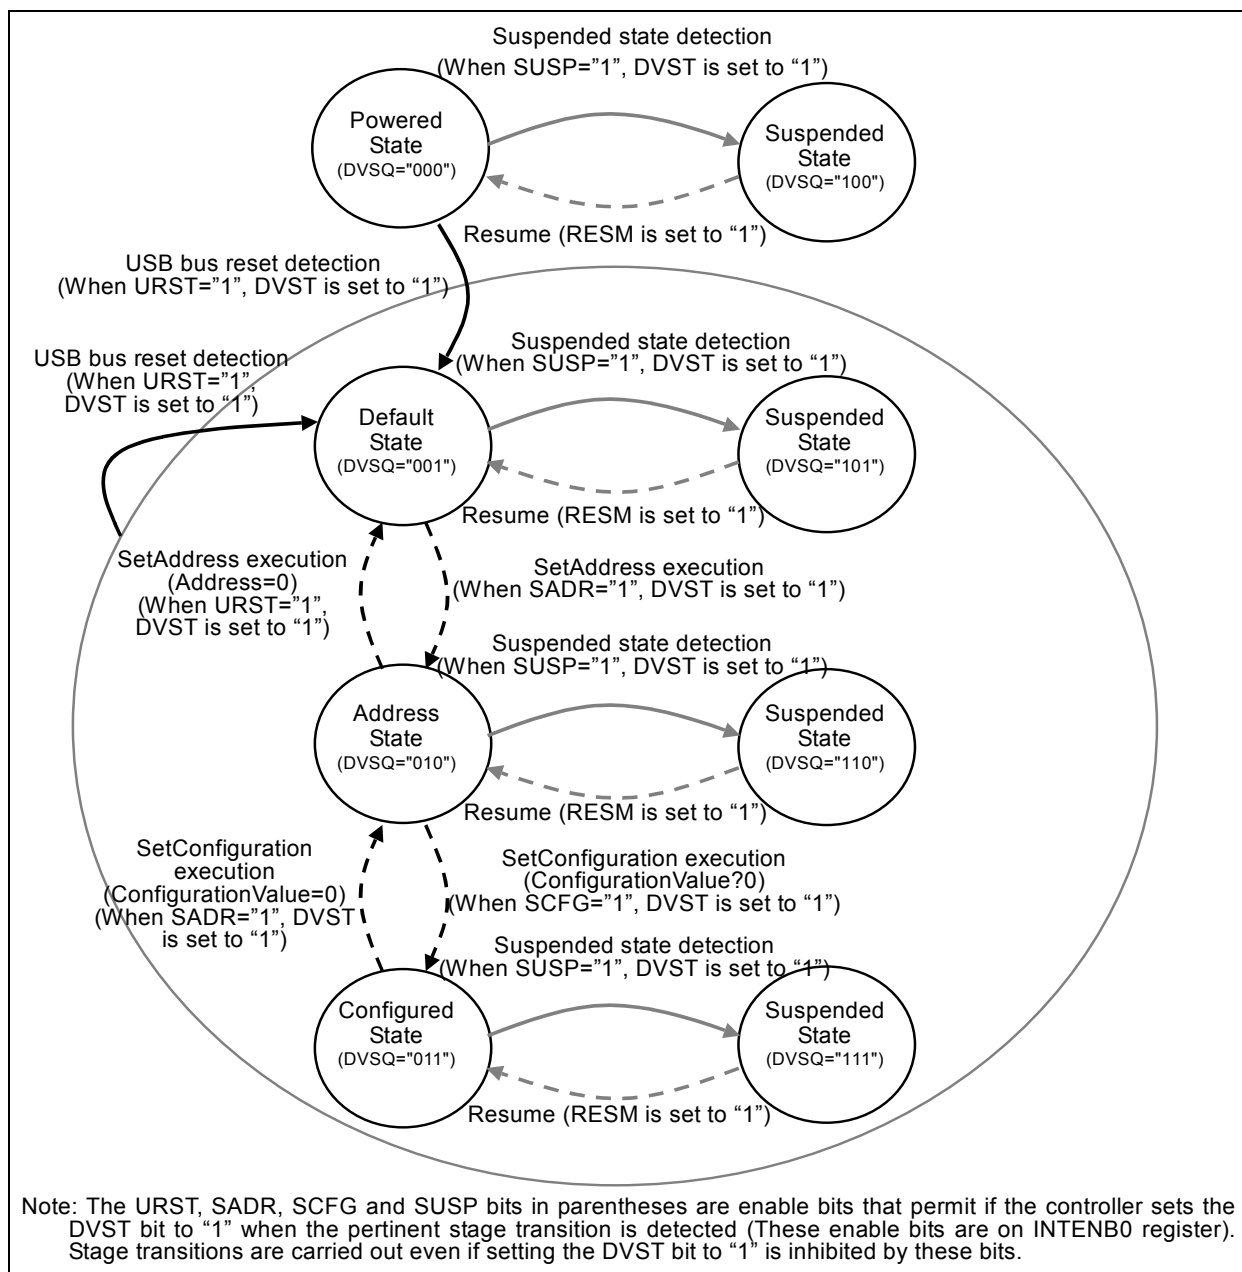 Suspended state detection
(When SUSP=”1”, DVST is set to “1”)
Powered
State
(DVSQ="000")
Suspended
State
(DVSQ="100")
Resume (RESM is set to “1”)
USB bus reset detection
(When URST=”1”, DVST is set to “1”)
USB bus reset detection
(When URST=”1”,
DVST is set to “1”)
Suspended state detection
(When SUSP=”1”, DVST is set to “1”)
Default
State
(DVSQ="001")
Suspended
State
(DVSQ="101")
Resume (RESM is set to “1”)
SetAddress execution
(Address=0)
(When URST=”1”,
DVST is set to “1”)
SetAddress execution
(When SADR=”1”, DVST is set to “1”)
Suspended state detection
(When SUSP=”1”, DVST is set to “1”)
Address
State
(DVSQ="010")
Suspended
State
(DVSQ="110")
Resume (RESM is set to “1”)
SetConfiguration
execution
(ConfigurationValue=0)
(When SADR=”1”, DVST
is set to “1”)
SetConfiguration execution
(ConfigurationValue?0)
(When SCFG=”1”, DVST is set to “1”)
Suspended state detection
(When SUSP=”1”, DVST is set to “1”)
Configured
State
(DVSQ="011")
Suspended
State
(DVSQ="111")
Resume (RESM is set to “1”)
Note: The URST, SADR, SCFG and SUSP bits in parentheses are enable bits that permit if the controller sets the
DVST bit to “1” when the pertinent stage transition is detected (These enable bits are on INTENB0 register).
Stage transitions are carried out even if setting the DVST bit to “1” is inhibited by these bits.